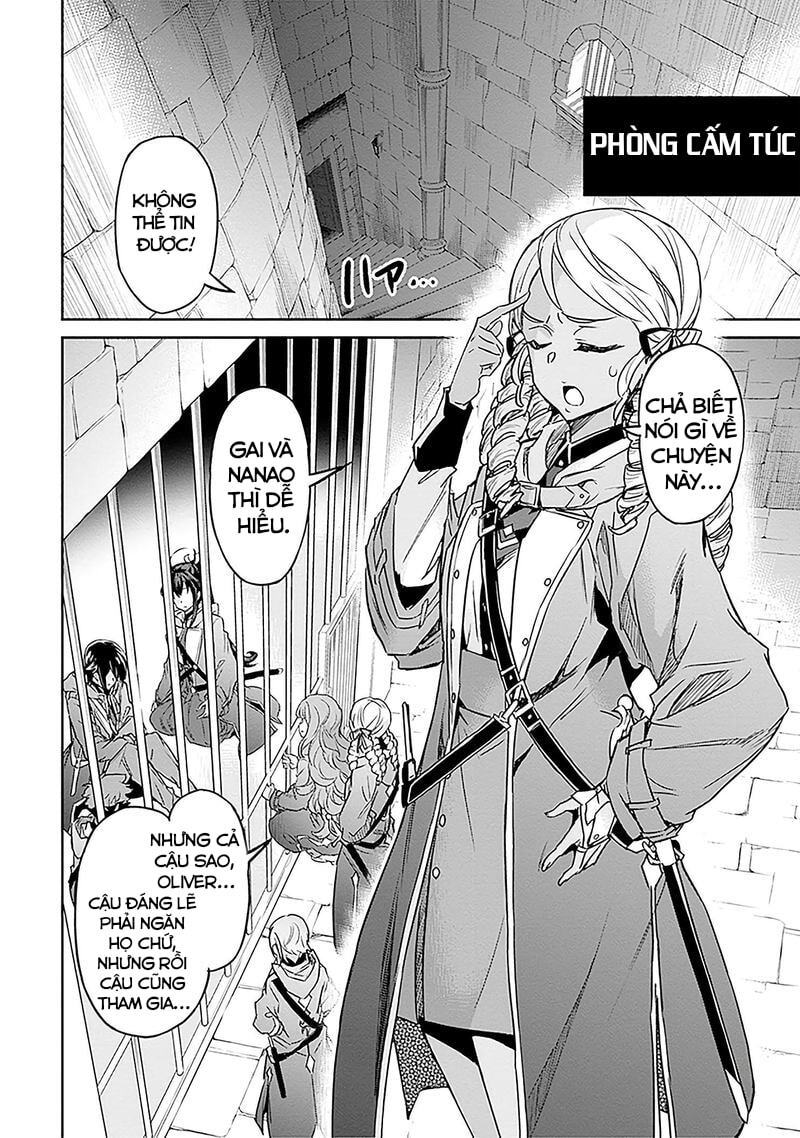 PHÒNG CẤM TÚC
KHÔNG
THỂ TIN
ĐƯỢC!
ハァ…
CHẢ BIẾT
NÓI GÌ VỀ
CHUYỆN
NÀY...
GAI VÀ
NANAO
THÌ DỄ
HIỂU.
NHƯNG CẢ
CẬU SAO,
OLIVER...
CẬU ĐÁNG LẼ
PHẢI NGĂN
HỌ CHỨ,
NHƯNG RỒI
CẬU CŨNG
THAM GIA...